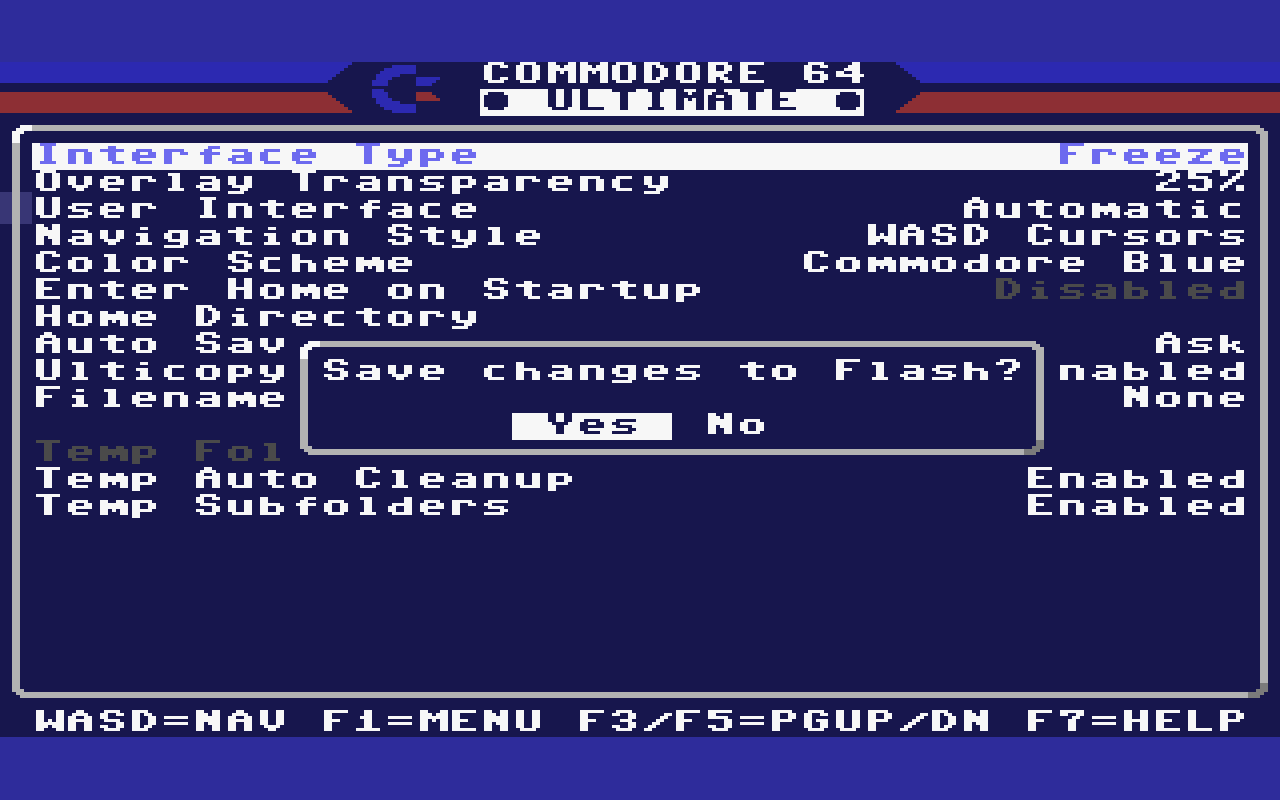 COMMODORE 64
ULTIMATE
Interface Type Freeze
Overlay Transparency 25%
User Interface Automatic
Navigation Style WASD Cursors
Color Scheme Commodore Blue
Enter Home on Startup Disabled
Home Directory
Auto Sav Ask
Ulticopy nabled
Filename None
Save changes to Flash?
Yes No
Temp Fol
Temp Auto Cleanup Enabled
Temp Subfolders Enabled
WASD=NAV F1=MENU F3/F5=PGUP/DN F7=HELP